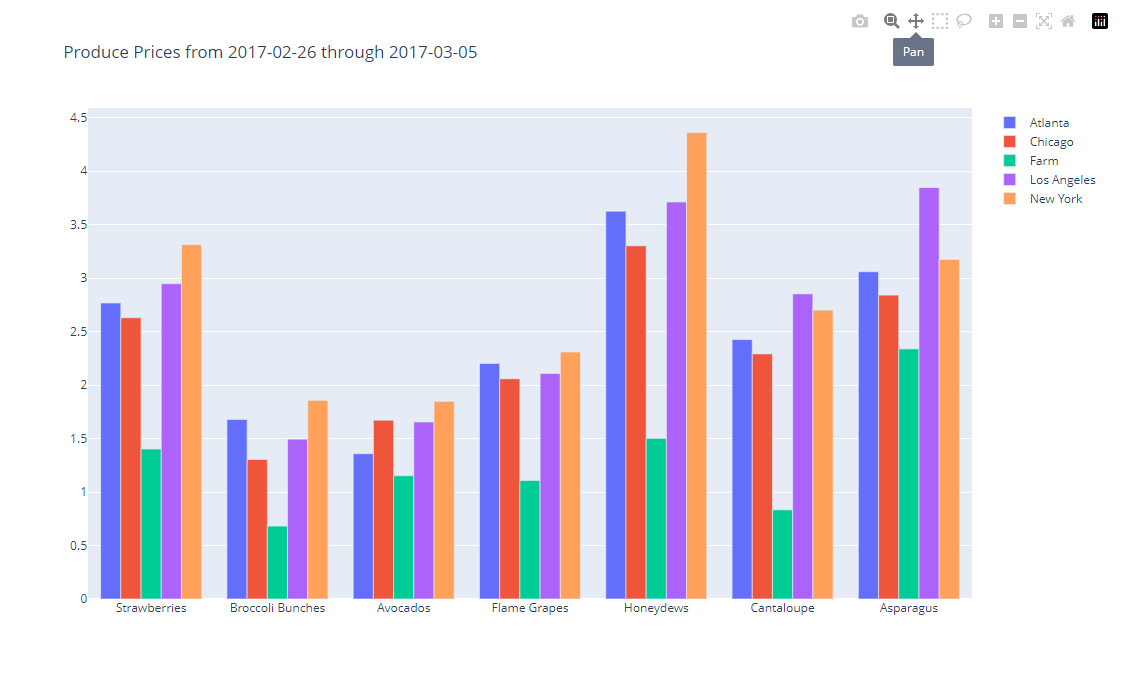 Produce Prices from 2017-02-26 through 2017-03-05
Pan
4.5
4
3.5
3
2.5
2
1.5
1
0.5
0
Strawberries
Broccoli Bunches
Avocados
Flame Grapes
Honeydews
Cantaloupe
Asparagus
Atlanta
Chicago
Farm
Los Angeles
New York